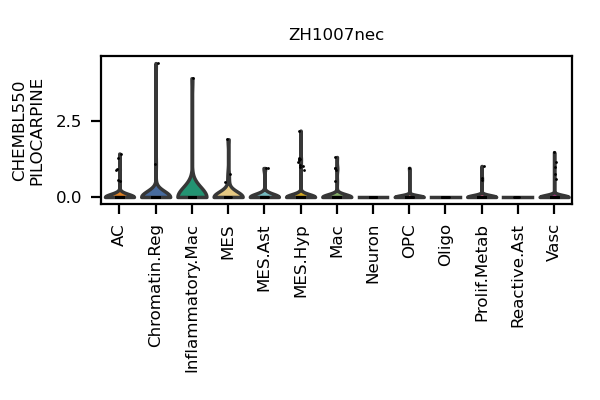 ZH1007nec
CHEMBL550
PILOCARPINE
2.5
0.0
AC
Chromatin.Reg
Inflammatory.Mac
MES
MES.Ast
MES.Hyp
Mac
Neuron
OPC
Oligo
Prolif.Metab
Reactive.Ast
Vasc